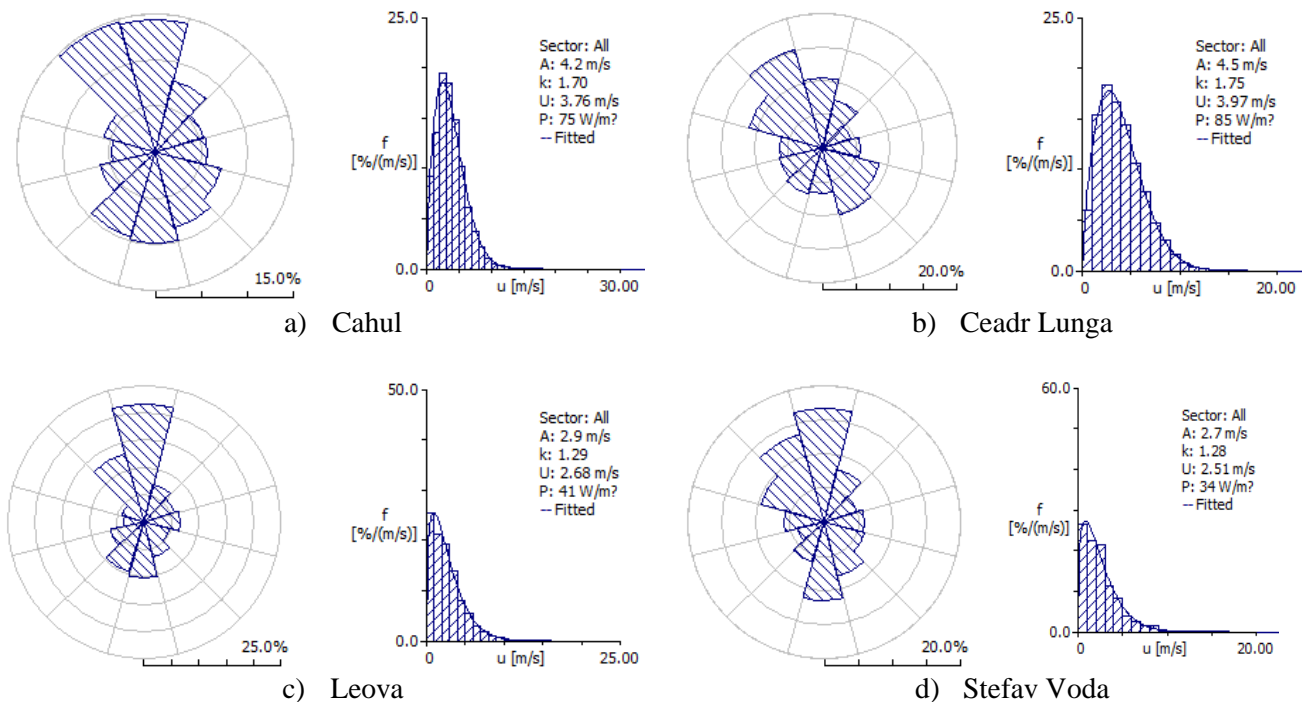 15.0%
25.0
f
[%/(m/s)]
0.0
0
u [m/s]
30.00
Sector: All
A: 4.2 m/s
k: 1.70
U: 3.76 m/s
P: 75 W/m?
-- Fitted
a) Cahul
20.0%
25.0
f
[%/(m/s)]
0.0
0
u [m/s]
20.00
Sector: All
A: 4.5 m/s
k: 1.75
U: 3.97 m/s
P: 85 W/m?
-- Fitted
b) Ceadr Lunga
25.0%
50.0
f
[%/(m/s)]
0.0
0
u [m/s]
25.00
Sector: All
A: 2.9 m/s
k: 1.29
U: 2.68 m/s
P: 41 W/m?
-- Fitted
c) Leova
20.0%
60.0
f
[%/(m/s)]
0.0
0
u [m/s]
20.00
Sector: All
A: 2.7 m/s
k: 1.28
U: 2.51 m/s
P: 34 W/m?
-- Fitted
d) Stefav Voda